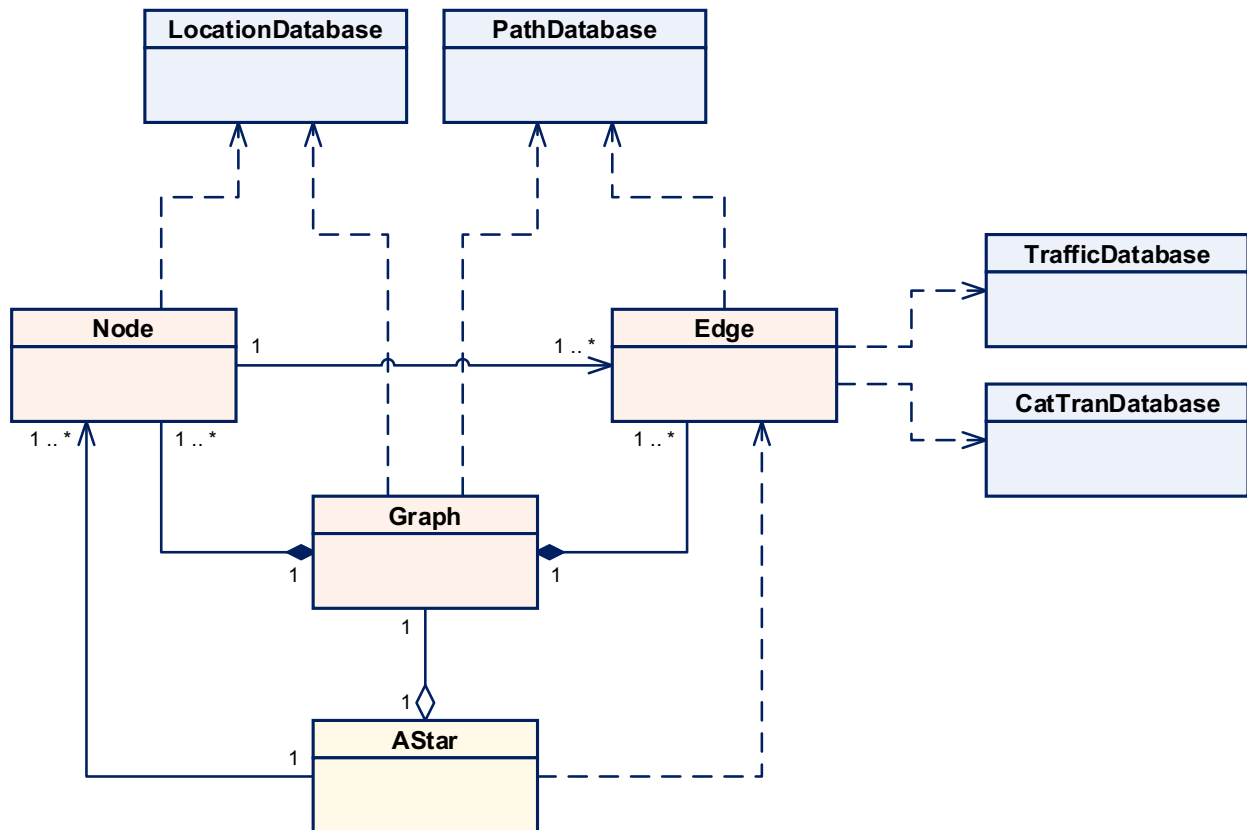 LocationDatabase
PathDatabase
TrafficDatabase
Node
Edge
1
1 .. *
CatTranDatabase
1 .. *
1 .. *
1 .. *
Graph
1
1
1
1
AStar
1